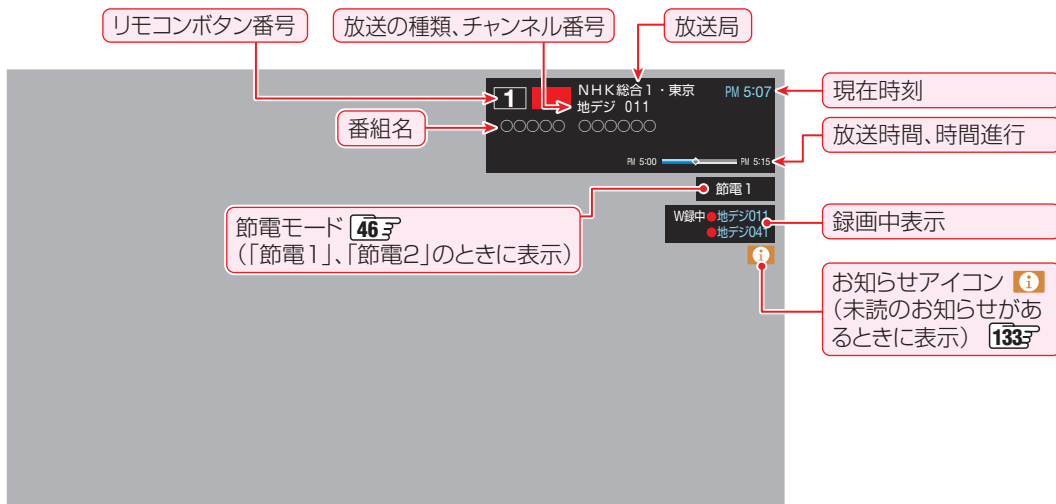 リモコンボタン番号
放送の種類、チャンネル番号
放送局
1
NHK総合1・東京
PM 5:07
地デジ 011
現在時刻
番組名
○○○○○ ○○○○○○
放送時間、時間進行
PM 5:00
PM 5:15
節電1
節電モード 46
(「節電1」、「節電2」のときに表示)
W録中●地デジ011
●地デジ041
録画中表示
i
お知らせアイコン i
(未読のお知らせがあ
るときに表示) 133